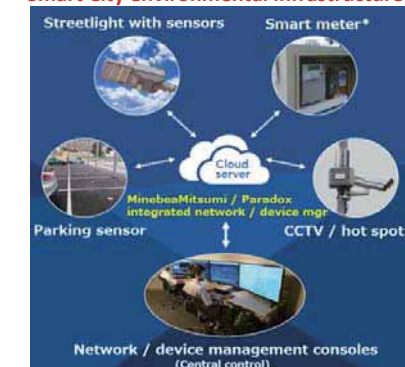 Smart City Environmental Infrastructure
Streetlight with sensors
Smart meter*
Cloud
server
MinebeaMitsumi / Paradox
integrated network / device mgr
Parking sensor
CCTV / hot spot
Network / device management consoles
(Central control)